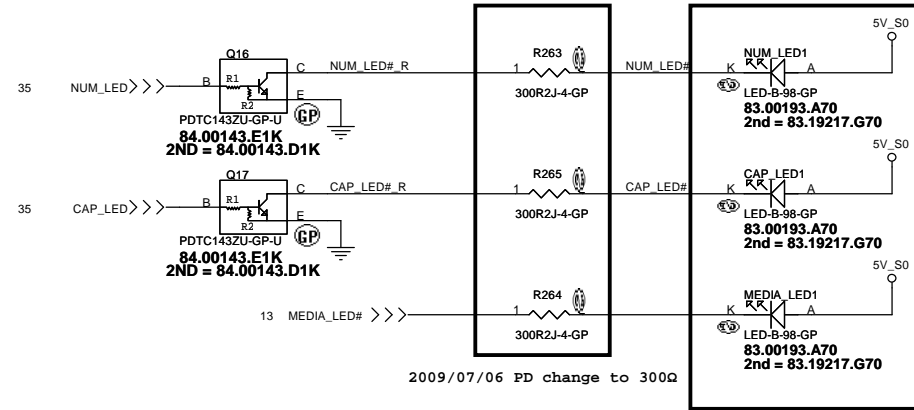 5V_S0
Q16
R263
NUM_LED1
35
NUM_LED
B
R1
C
NUM_LED#_R
1
NUM_LED#
K
A
R2
E
300R2J-4-GP
LED-B-98-GP
PDTC143ZU-GP-U
GP
83.00193.A70
84.00143.E1K
2nd = 83.19217.G70
2ND = 84.00143.D1K
5V_S0
Q17
R265
CAP_LED1
35
CAP_LED
B
R1
C
CAP_LED#_R
1
CAP_LED#
K
A
R2
E
300R2J-4-GP
LED-B-98-GP
PDTC143ZU-GP-U
GP
83.00193.A70
84.00143.E1K
2nd = 83.19217.G70
2ND = 84.00143.D1K
5V_S0
R264
MEDIA_LED1
13
MEDIA_LED#
1
K
A
300R2J-4-GP
LED-B-98-GP
83.00193.A70
2nd = 83.19217.G70
2009/07/06 PD change to 300Ω